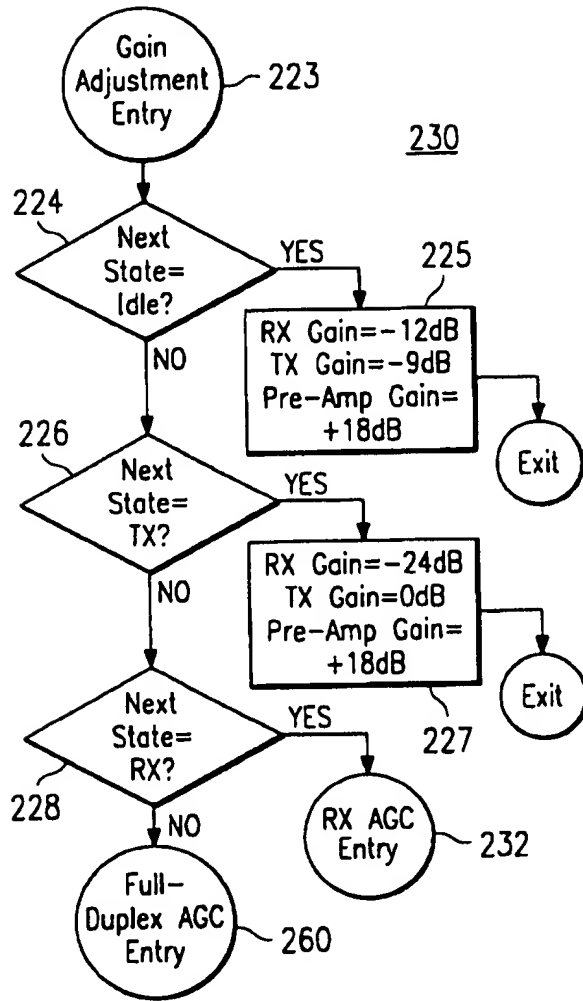 Gain
Adjustment
Entry
223
230
224
Next
State=
Idle?
YES
NO
225
RX Gain=-12dB
TX Gain=-9dB
Pre-Amp Gain=
+18dB
Exit
226
Next
State=
TX?
YES
NO
RX Gain=-24dB
TX Gain=0dB
Pre-Amp Gain=
+18dB
227
Exit
Next
State=
RX?
YES
228
NO
RX AGC
Entry
232
Full-
Duplex AGC
Entry
260